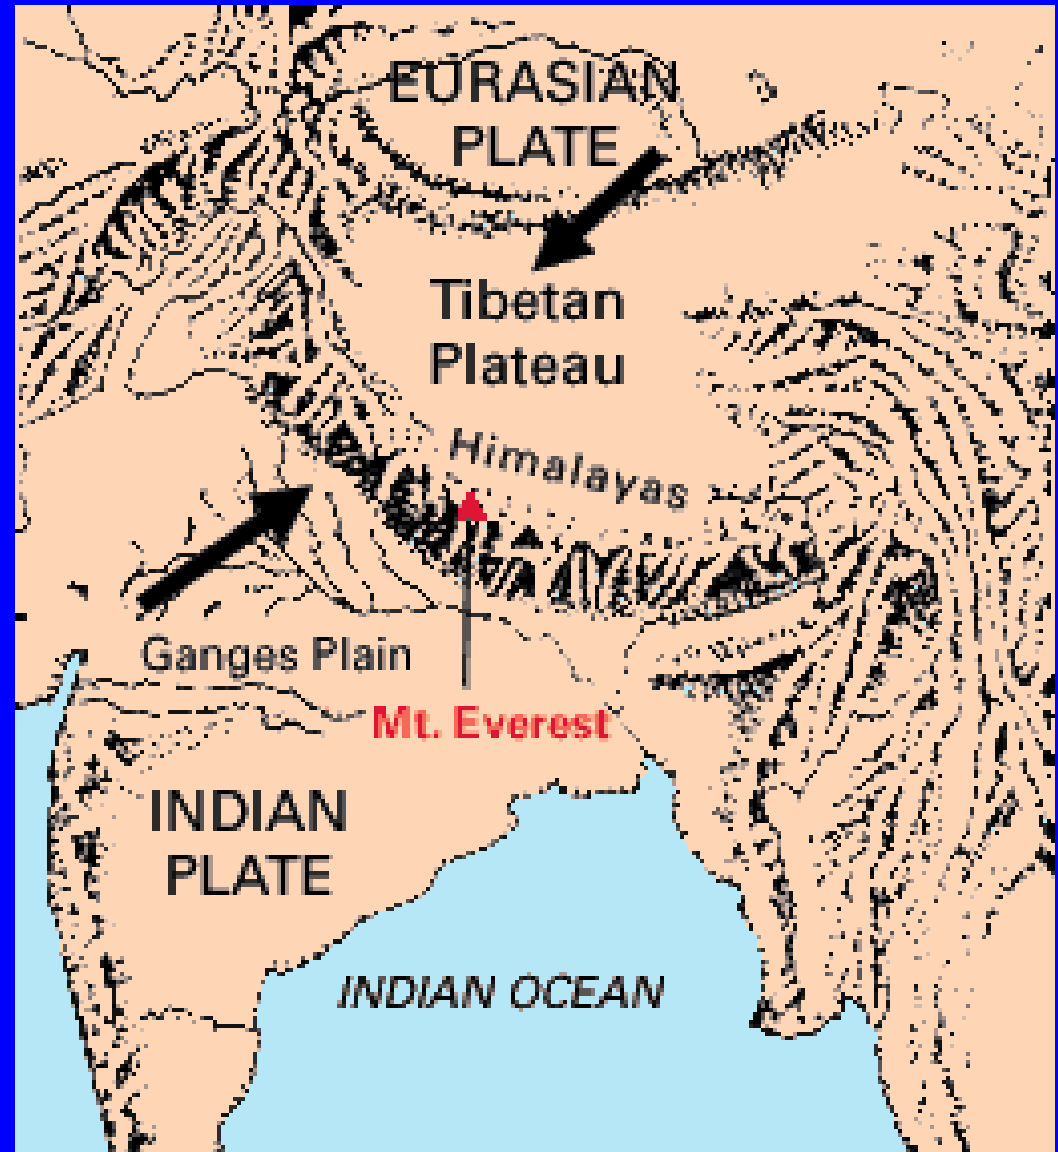 EURASIAN
PLATE
Tibetan
Plateau
Himalayas
Ganges Plain
Mt. Everest
INDIAN
PLATE
INDIAN OCEAN